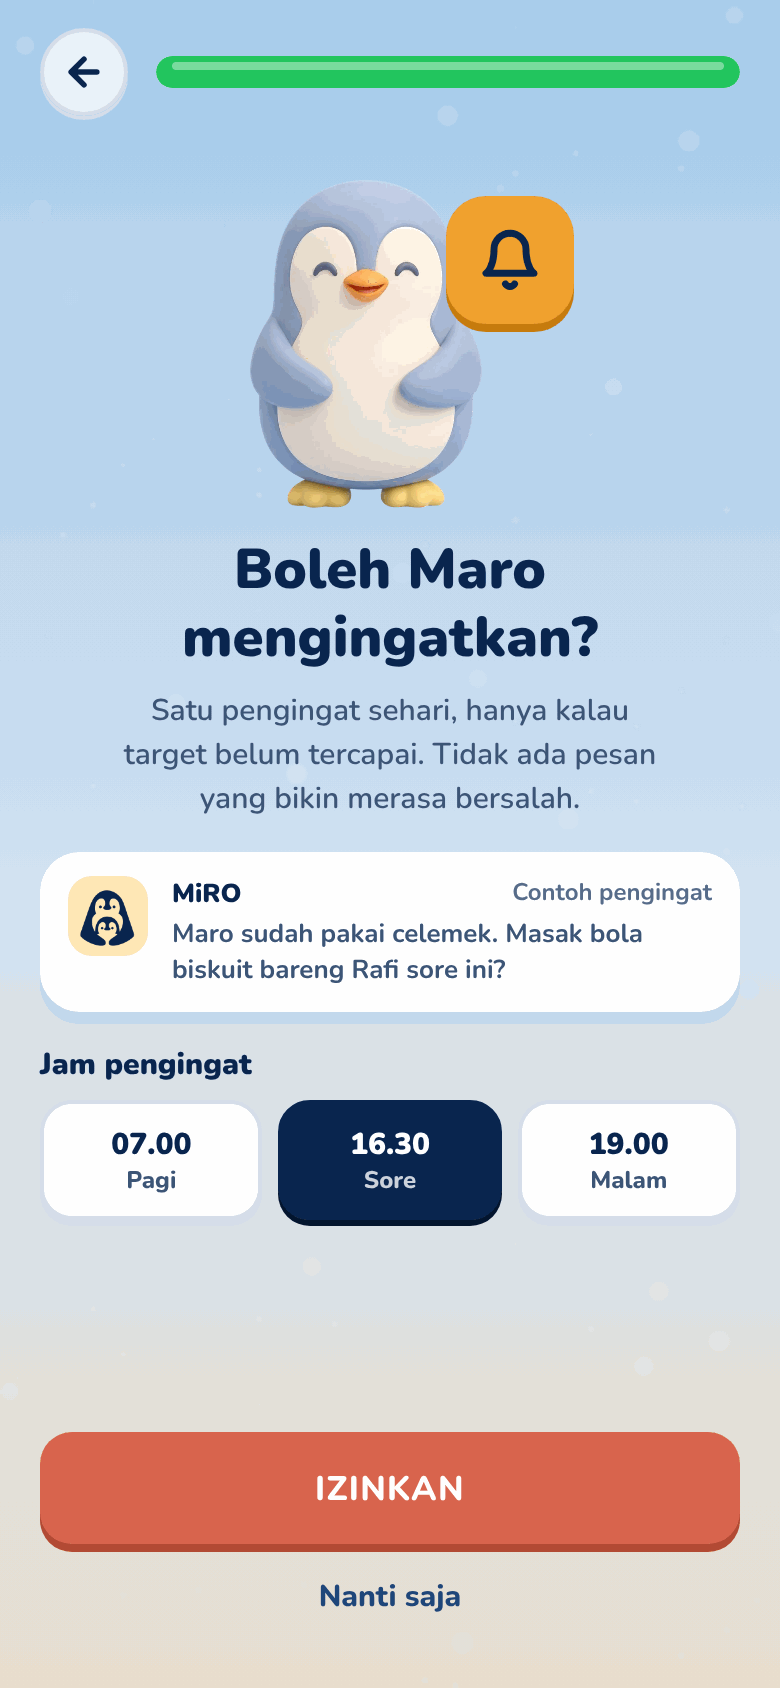 Boleh Maro
mengingatkan?
Satu pengingat sehari, hanya kalau
target belum tercapai. Tidak ada pesan
yang bikin merasa bersalah.
MiRO
Contoh pengingat
Maro sudah pakai celemek. Masak bola
biskuit bareng Rafi sore ini?
Jam pengingat
07.00
Pagi
16.30
Sore
19.00
Malam
IZINKAN
Nanti saja